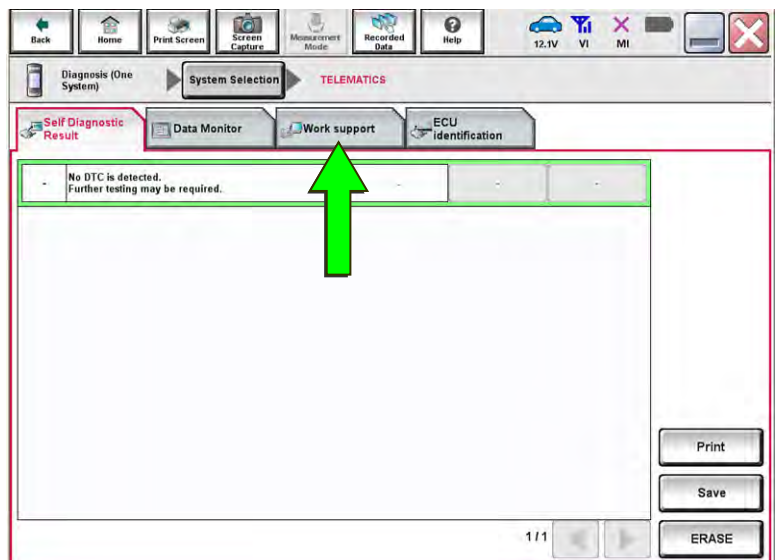 Back
Home
Print Screen
Screen
Capture
Measurement
Mode
Recorded
Data
Help
12.1V
VI
MI
Diagnosis (One
System)
System Selection
TELEMATICS
Self Diagnostic
Result
Data Monitor
Work support
ECU
identification
-
No DTC is detected.
Further testing may be required.
-
-
-
Print
Save
1/1
ERASE